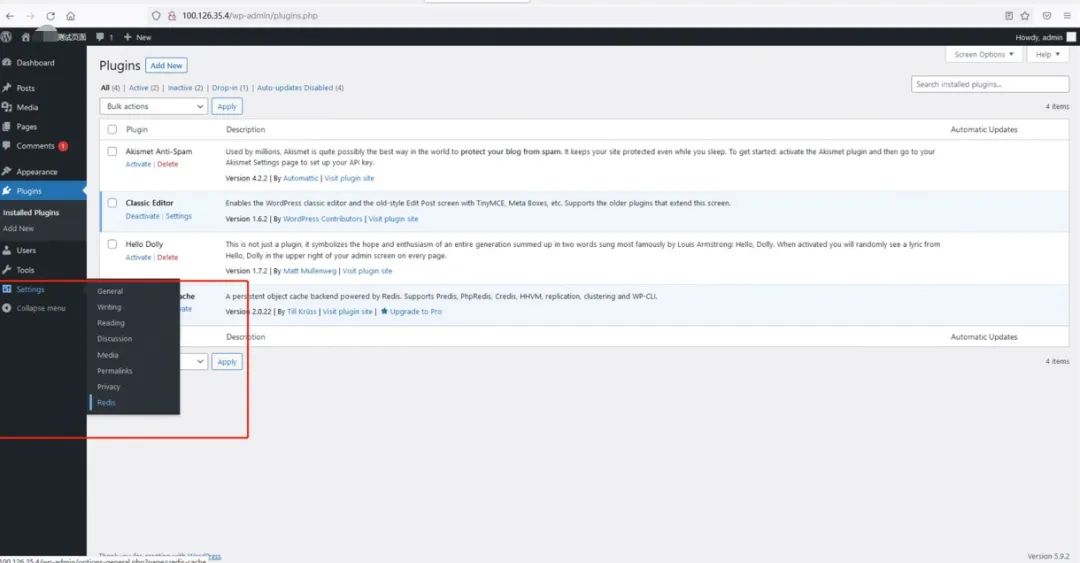 100.126.35.4/wp-admin/plugins.php
测试页面 1 + New Howdy, admin
Dashboard
Posts
Media
Pages
Comments 1
Appearance
Plugins
Installed Plugins
Add New
Users
Tools
Settings
Collapse menu
General
Writing
Reading
Discussion
Media
Permalinks
Privacy
Redis
Screen Options ▼ Help ▼
Plugins Add New
All (4) | Active (2) | Inactive (2) | Drop-in (1) | Auto-updates Disabled (4)
Search installed plugins...
Bulk actions Apply 4 items
Plugin Description Automatic Updates
Akismet Anti-Spam
Activate | Delete
Used by millions, Akismet is quite possibly the best way in the world to protect your blog from spam. It keeps your site protected even while you sleep. To get started: activate the Akismet plugin and then go to your
Akismet Settings page to set up your API key.
Version 4.2.2 | By Automattic | Visit plugin site
Classic Editor
Deactivate | Settings
Enables the WordPress classic editor and the old-style Edit Post screen with TinyMCE, Meta Boxes, etc. Supports the older plugins that extend this screen.
Version 1.6.2 | By WordPress Contributors | Visit plugin site
Hello Dolly
Activate | Delete
This is not just a plugin, it symbolizes the hope and enthusiasm of an entire generation summed up in two words sung most famously by Louis Armstrong: Hello, Dolly. When activated you will randomly see a lyric from
Hello, Dolly in the upper right of your admin screen on every page.
Version 1.7.2 | By Matt Mullenweg | Visit plugin site
ache
vate
A persistent object cache backend powered by Redis. Supports Predis, PhpRedis, Credis, HHVM, replication, clustering and WP-CLI.
Version 2.0.22 | By Till Krüss | Visit plugin site | ★ Upgrade to Pro
Description Automatic Updates
Apply 4 items
Thank you for creating with WordPress
Version 5.9.2
100.126.35.4/wp-admin/options-general.php?page=redis-cache